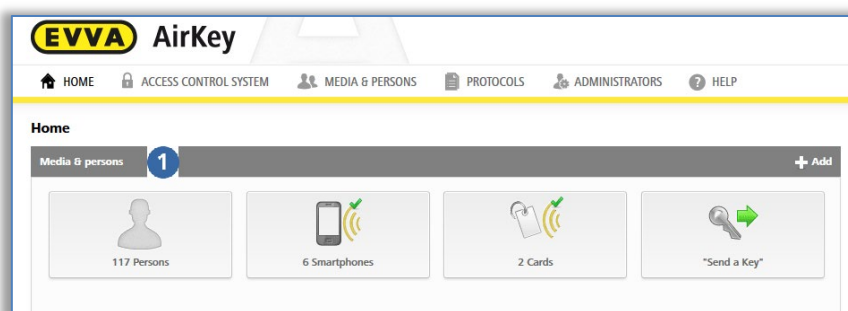 EVVA AirKey
HOME ACCESS CONTROL SYSTEM MEDIA & PERSONS PROTOCOLS ADMINISTRATORS ? HELP
Home
Media & persons 1 Add
117 Persons 6 Smartphones 2 Cards "Send a Key"